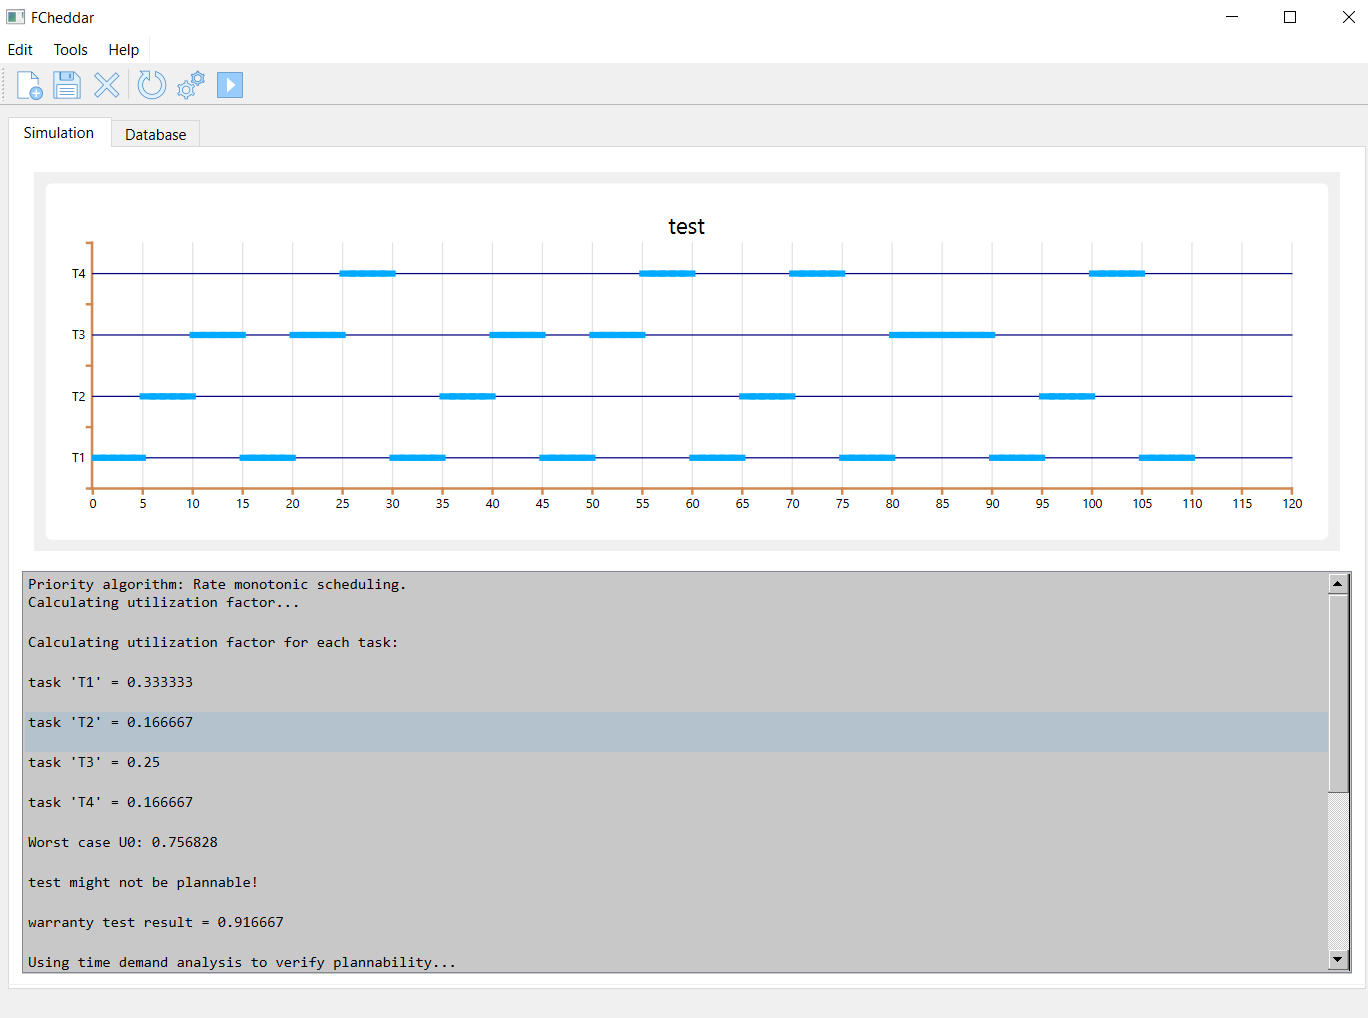 FCheddar
Edit Tools Help
Simulation Database
test
T4
T3
T2
T1
0 5 10 15 20 25 30 35 40 45 50 55 60 65 70 75 80 85 90 95 100 105 110 115 120
Priority algorithm: Rate monotonic scheduling.
Calculating utilization factor...
Calculating utilization factor for each task:
task 'T1' = 0.333333
task 'T2' = 0.166667
task 'T3' = 0.25
task 'T4' = 0.166667
Worst case U0: 0.756828
test might not be plannable!
warranty test result = 0.916667
Using time demand analysis to verify plannability...